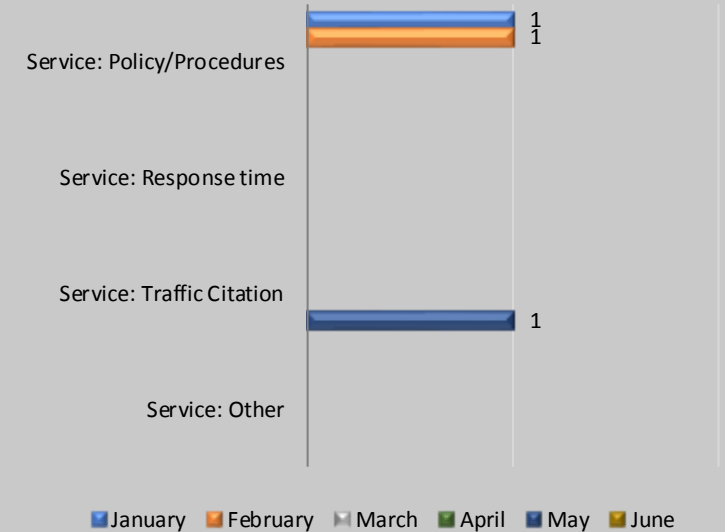 1
1
Service: Policy/Procedures
Service: Response time
Service: Traffic Citation
1
Service: Other
January February March April May June